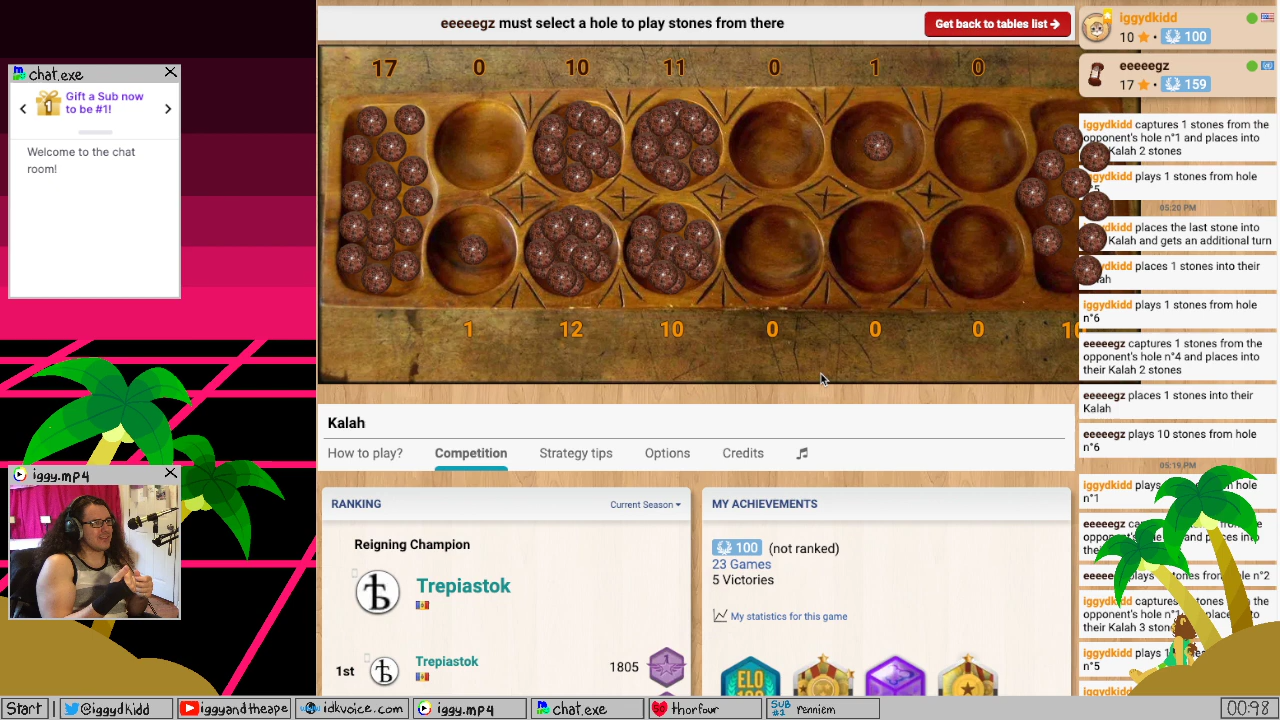 eeeeegz must select a hole to play stones from there
Get back to tables list →
iggydkidd
10 ★ • 100
eeeeegz
17 ★ • 159
chat.exe
Gift a Sub now
to be #1!
1
Welcome to the chat
room!
17 0 10 11 0 1 0
1 12 10 0 0 0 10
iggydkidd captures 1 stones from the
opponent's hole n°1 and places into
Kalah 2 stones
plays 1 stones from hole
05:20 PM
iggydkidd places the last stone into
Kalah and gets an additional turn
places 1 stones into their
iggydkidd plays 1 stones from hole
n°6
eeeeegz captures 1 stones from the
opponent's hole n°4 and places into
their Kalah 2 stones
eeeeegz places 1 stones into their
Kalah
eeeeegz plays 10 stones from hole
n°6
05:19 PM
iggydkidd plays hole
n°1
n°2
their Kalah 3
iggydkidd plays
n°5
iggydkidd
Kalah
How to play? Competition Strategy tips Options Credits
RANKING
Current Season
Reigning Champion
Trepiastok
1st
Trepiastok
1805
MY ACHIEVEMENTS
100 (not ranked)
23 Games
5 Victories
My statistics for this game
ELO
iggy.mp4
Start
@iggydkidd
iggyandtheape
idkvoice.com
iggy.mp4
chat.exe
thorfour
SUB
#1
renniem
00:98